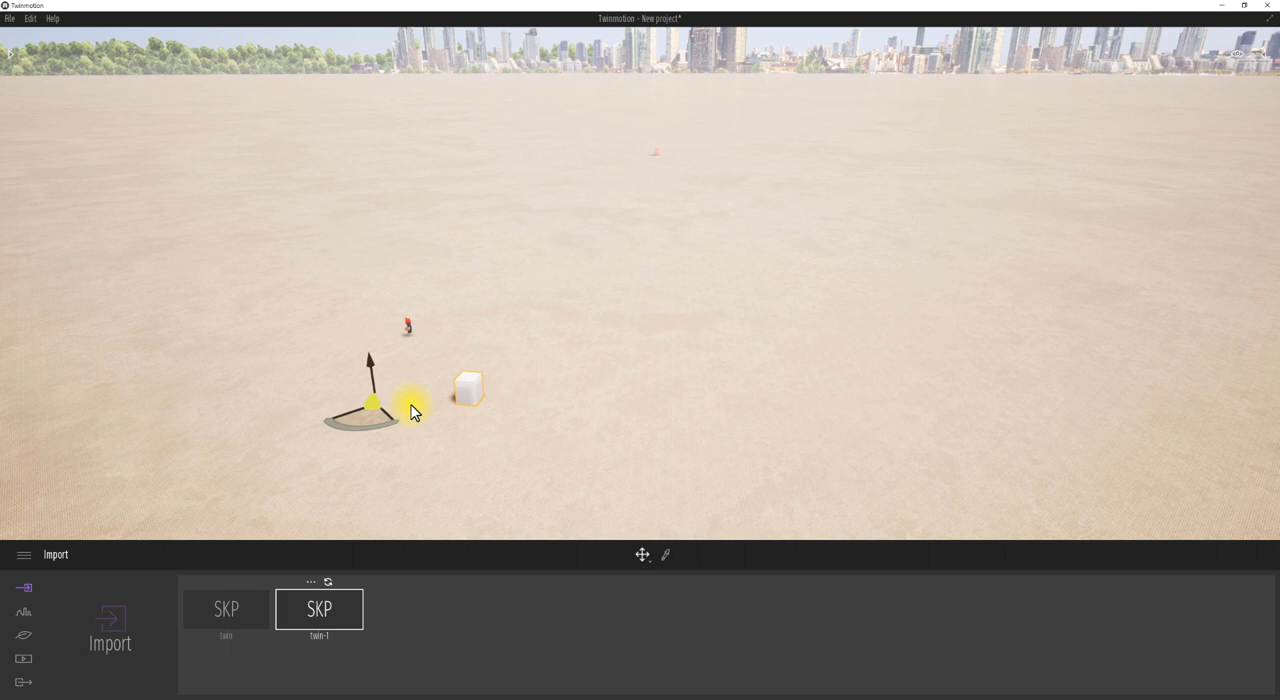 Twinmotion
File Edit Help
Twinmotion - New project*
Import
Import
SKP
twin
SKP
twin-1